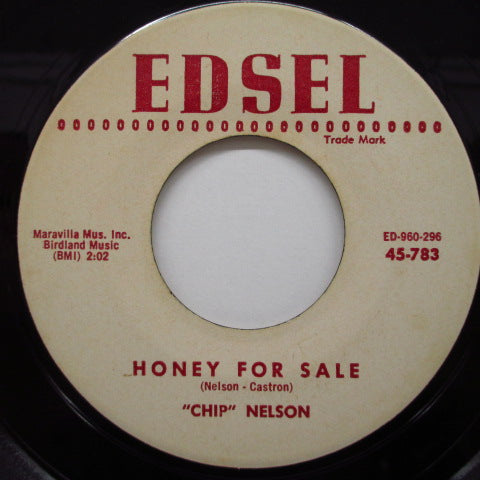 EDSEL
Trade Mark
Maravilla Mus. Inc.
Birdland Music
(BMI) 2:02
ED-960-296
45-783
HONEY FOR SALE
(Nelson - Castron)
"CHIP" NELSON